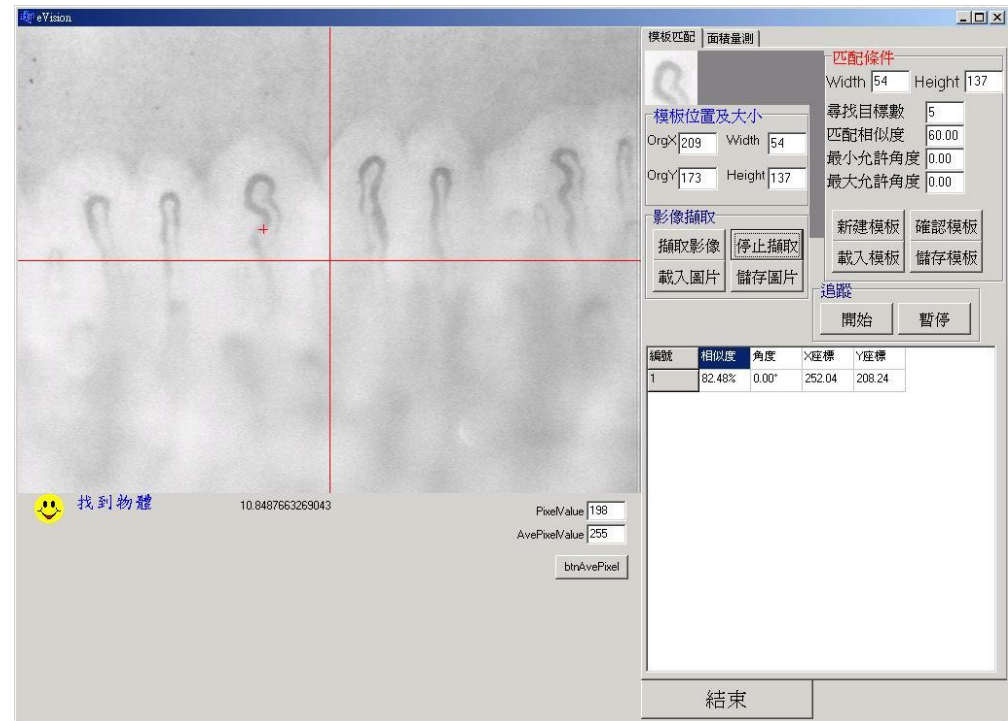 eVision
模板匹配 面積量測
匹配條件
Width 54 Height 137
模板位置及大小
OrgX 209 Width 54
OrgY 173 Height 137
尋找目標數 5
匹配相似度 60.00
最小允許角度 0.00
最大允許角度 0.00
影像擷取
擷取影像 停止擷取
載入圖片 儲存圖片
新建模板 確認模板
載入模板 儲存模板
追蹤
開始 暫停
編號 相似度 角度 X座標 Y座標
1 82.48% 0.00° 252.04 208.24
找到物體 10.8487663269043
PixelValue 198
AvePixelValue 255
btnAvePixel
結束